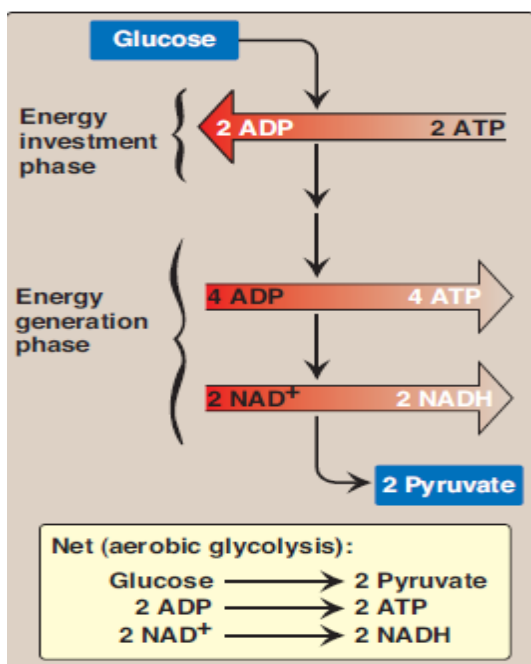 Glucose
Energy
investment
phase
2 ADP 2 ATP
Energy
generation
phase
4 ADP 4 ATP
2 NAD⁺ 2 NADH
2 Pyruvate
Net (aerobic glycolysis):
Glucose → 2 Pyruvate
2 ADP → 2 ATP
2 NAD⁺ → 2 NADH